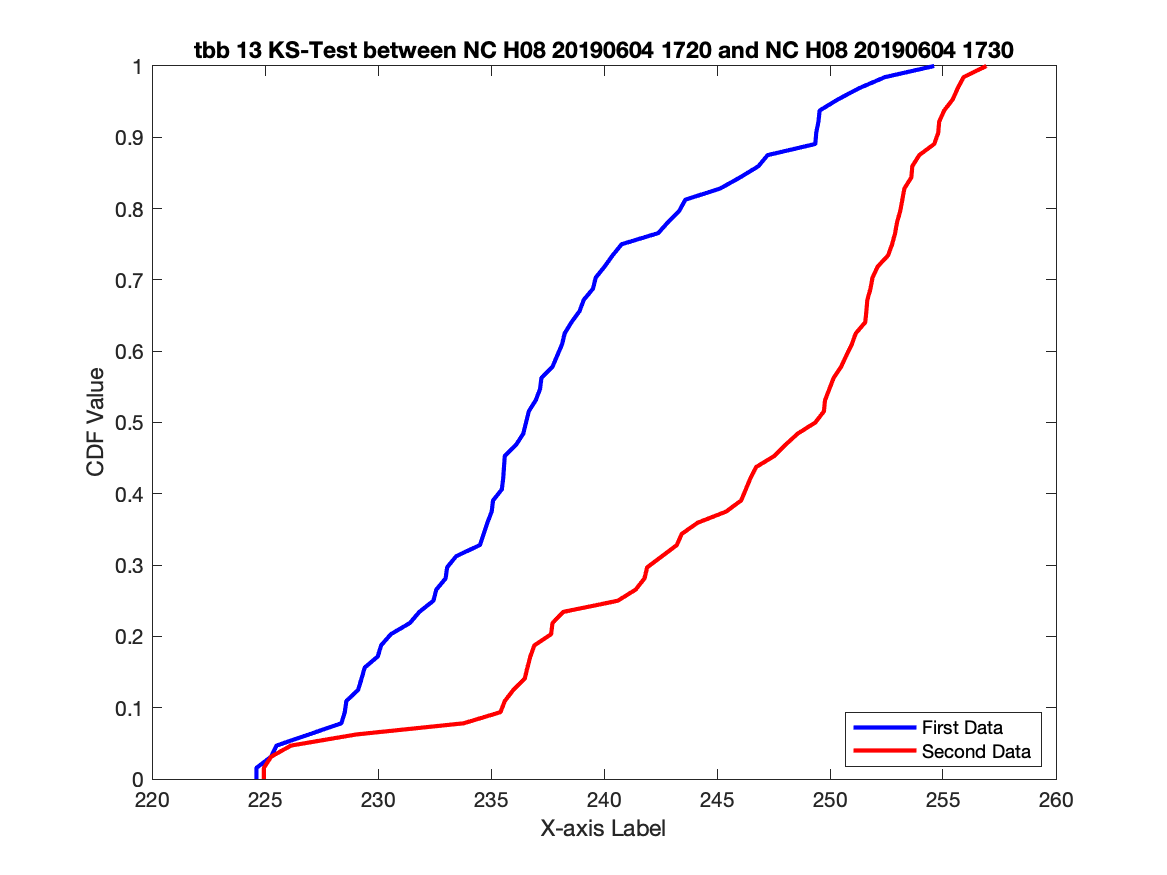 tbb 13 KS-Test between NC H08 20190604 1720 and NC H08 20190604 1730
1
0.9
0.8
0.7
0.6
0.5
0.4
0.3
0.2
0.1
0
CDF Value
First Data
Second Data
220 225 230 235 240 245 250 255 260
X-axis Label